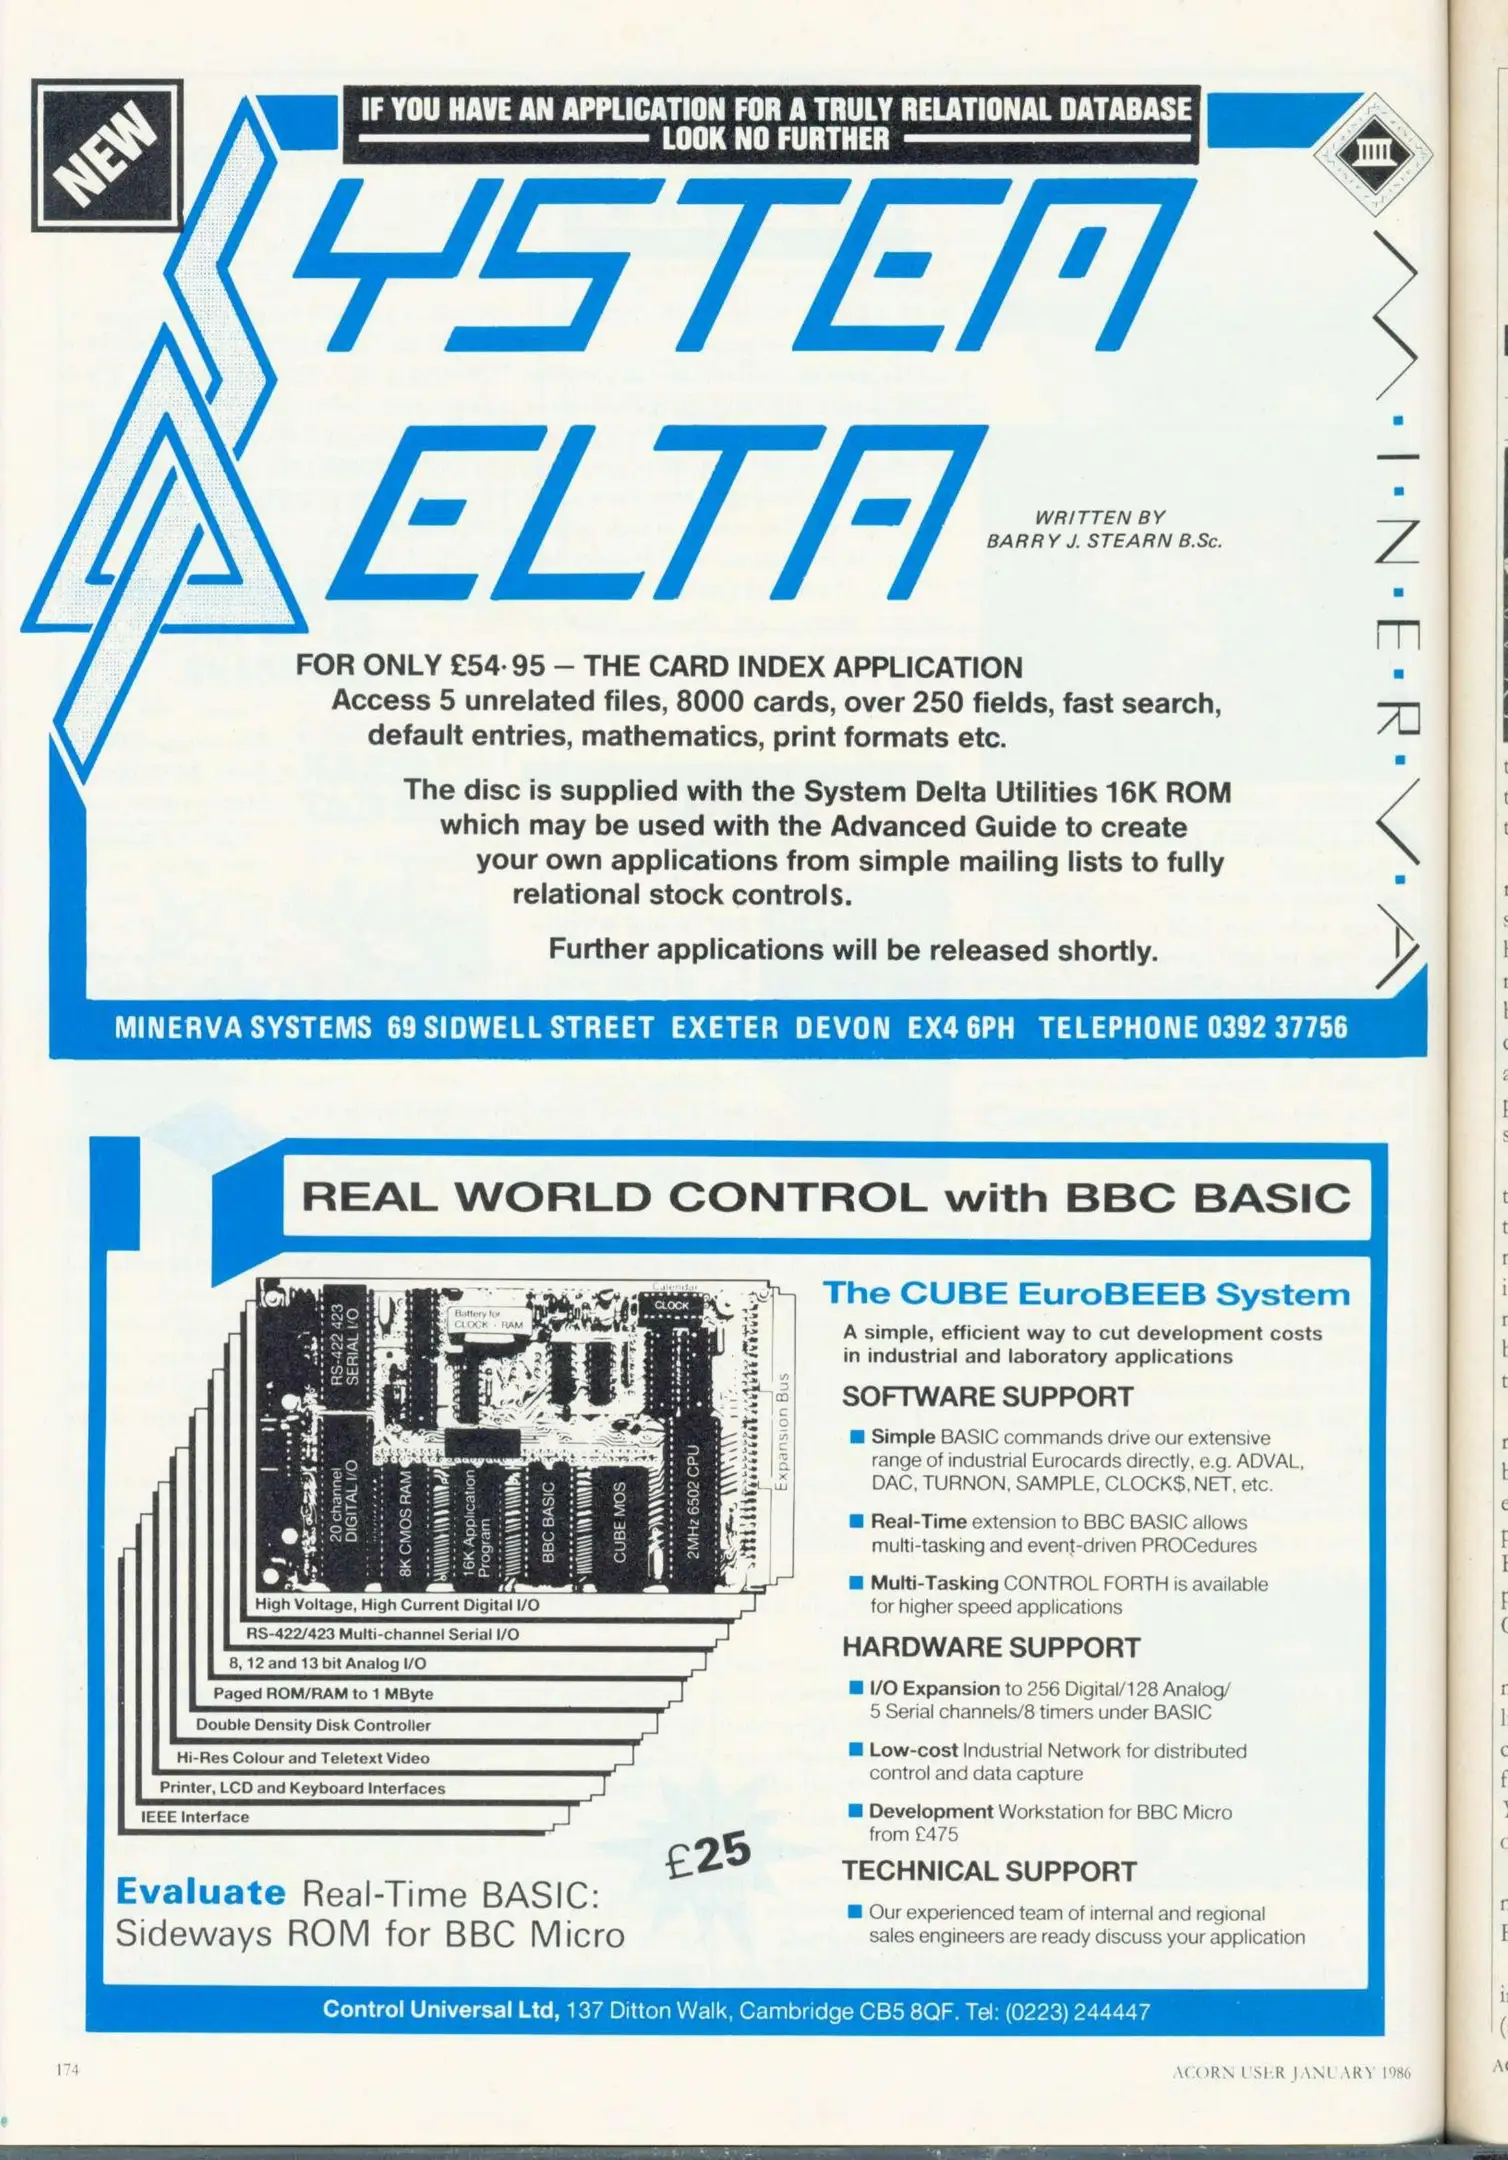 NEW
IF YOU HAVE AN APPLICATION FOR A TRULY RELATIONAL DATABASE
LOOK NO FURTHER
SYSTEM
DELTA
WRITTEN BY
BARRY J. STEARN B.Sc.
M·I·N·E·R·V·A
FOR ONLY £54·95 – THE CARD INDEX APPLICATION
Access 5 unrelated files, 8000 cards, over 250 fields, fast search,
default entries, mathematics, print formats etc.
The disc is supplied with the System Delta Utilities 16K ROM
which may be used with the Advanced Guide to create
your own applications from simple mailing lists to fully
relational stock controls.
Further applications will be released shortly.
MINERVA SYSTEMS 69 SIDWELL STREET EXETER DEVON EX4 6PH TELEPHONE 0392 37756
REAL WORLD CONTROL with BBC BASIC
RS-422 423
SERIAL I/O
Battery for
CLOCK - RAM
Calendar
CLOCK
Expansion Bus
20 channel
DIGITAL I/O
8K CMOS RAM
16K Application
Program
BBC BASIC
CUBE MOS
2MHz 6502 CPU
High Voltage, High Current Digital I/O
RS-422/423 Multi-channel Serial I/O
8, 12 and 13 bit Analog I/O
Paged ROM/RAM to 1 MByte
Double Density Disk Controller
Hi-Res Colour and Teletext Video
Printer, LCD and Keyboard Interfaces
IEEE Interface
£25
Evaluate Real-Time BASIC:
Sideways ROM for BBC Micro
The CUBE EuroBEEB System
A simple, efficient way to cut development costs
in industrial and laboratory applications
SOFTWARE SUPPORT
■ Simple BASIC commands drive our extensive
range of industrial Eurocards directly, e.g. ADVAL,
DAC, TURNON, SAMPLE, CLOCK$, NET, etc.
■ Real-Time extension to BBC BASIC allows
multi-tasking and event-driven PROCedures
■ Multi-Tasking CONTROL FORTH is available
for higher speed applications
HARDWARE SUPPORT
■ I/O Expansion to 256 Digital/128 Analog/
5 Serial channels/8 timers under BASIC
■ Low-cost Industrial Network for distributed
control and data capture
■ Development Workstation for BBC Micro
from £475
TECHNICAL SUPPORT
■ Our experienced team of internal and regional
sales engineers are ready discuss your application
Control Universal Ltd, 137 Ditton Walk, Cambridge CB5 8QF. Tel: (0223) 244447
174
ACORN USER JANUARY 1986